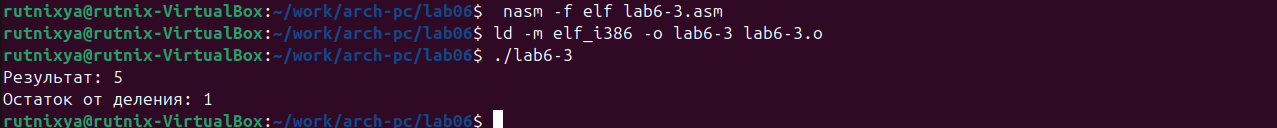 rutnixya@rutnix-VirtualBox:~/work/arch-pc/lab06$  nasm -f elf lab6-3.asm
rutnixya@rutnix-VirtualBox:~/work/arch-pc/lab06$ ld -m elf_i386 -o lab6-3 lab6-3.o
rutnixya@rutnix-VirtualBox:~/work/arch-pc/lab06$ ./lab6-3
Результат: 5
Остаток от деления: 1
rutnixya@rutnix-VirtualBox:~/work/arch-pc/lab06$